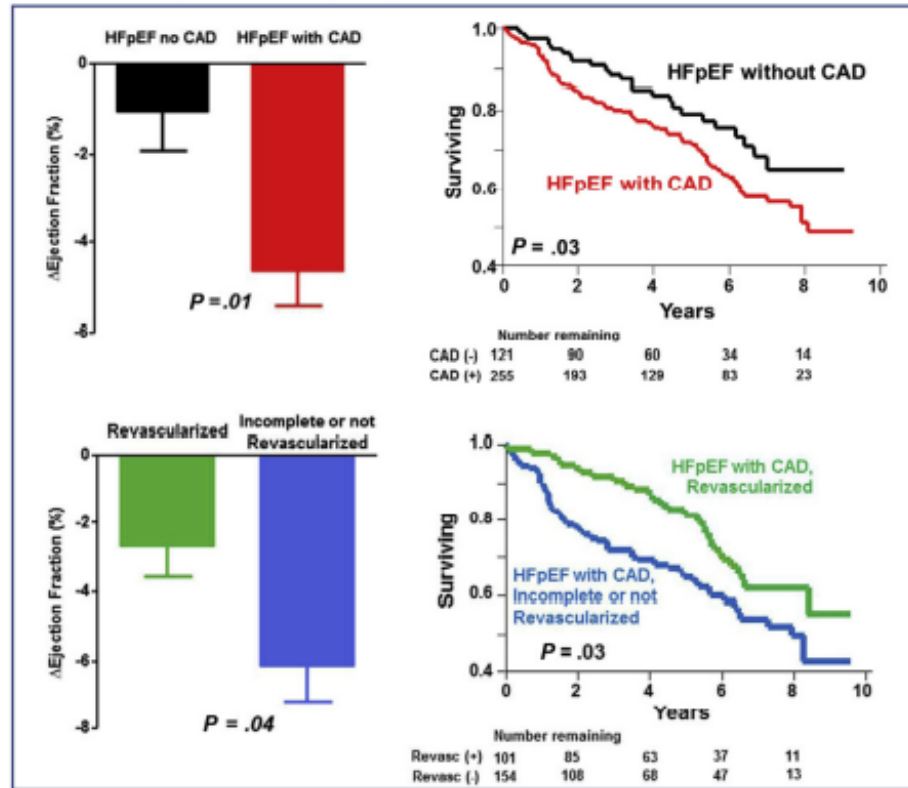 HFpEF no CAD HFpEF with CAD
0
-2
-4
-6
ΔEjection Fraction (%)
P =.01
1.0
0.8
0.6
0.4
Surviving
HFpEF without CAD
HFpEF with CAD
P = .03
0 2 4 6 8 10
Years
Number remaining
CAD (-) 121 90 60 34 14
CAD (+) 255 193 129 83 23
Revascularized
Incomplete or not
Revascularized
0
-2
-4
-6
-8
ΔEjection Fraction (%)
P = .04
1.0
0.8
0.6
0.4
Surviving
HFpEF with CAD,
Revascularized
HFpEF with CAD,
Incomplete or not
Revascularized
P = .03
0 2 4 6 8 10
Years
Number remaining
Revasc (+) 101 85 63 37 11
Revasc (-) 154 108 68 47 13